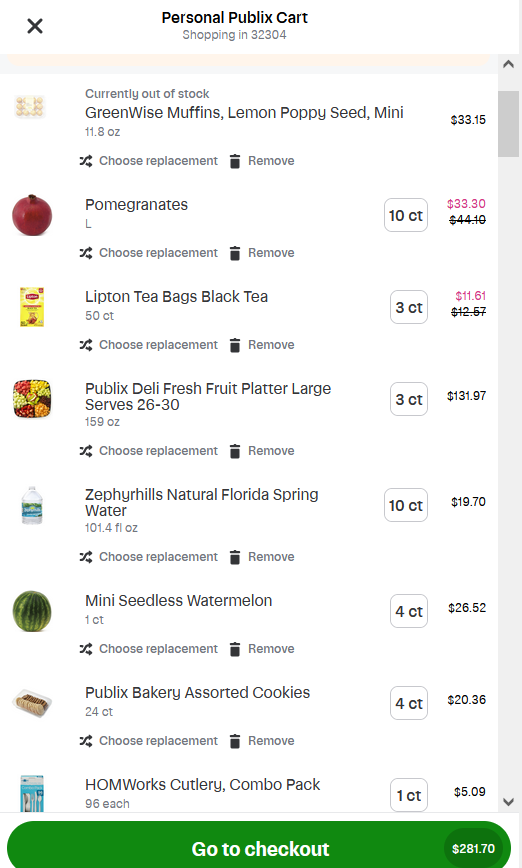 Personal Publix Cart
Shopping in 32304
Currently out of stock
GreenWise Muffins, Lemon Poppy Seed, Mini
11.8 oz
$33.15
Choose replacement Remove
Pomegranates
L
10 ct
$33.30
$44.10
Choose replacement Remove
Lipton Tea Bags Black Tea
50 ct
3 ct
$11.61
$12.57
Choose replacement Remove
Lipton
Publix Deli Fresh Fruit Platter Large
Serves 26-30
159 oz
3 ct
$131.97
Choose replacement Remove
Zephyrhills Natural Florida Spring
Water
101.4 fl oz
10 ct
$19.70
Choose replacement Remove
Mini Seedless Watermelon
1 ct
4 ct
$26.52
Choose replacement Remove
Publix Bakery Assorted Cookies
24 ct
4 ct
$20.36
Choose replacement Remove
HOMWorks Cutlery, Combo Pack
96 each
1 ct
$5.09
Go to checkout
$281.70